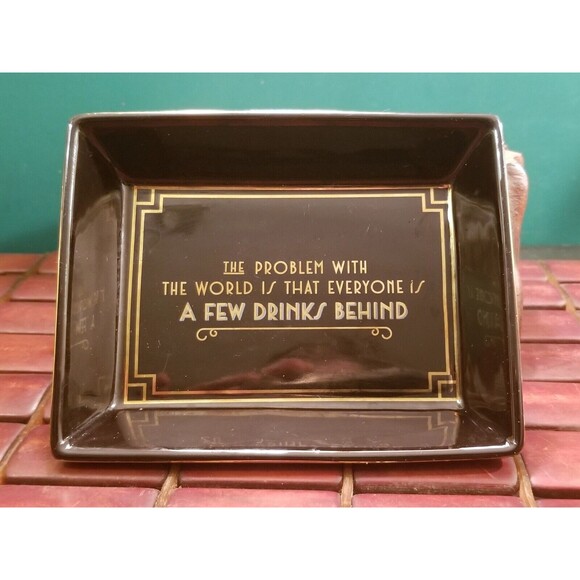 THE PROBLEM WITH
THE WORLD IS THAT EVERYONE IS
A FEW DRINKS BEHIND